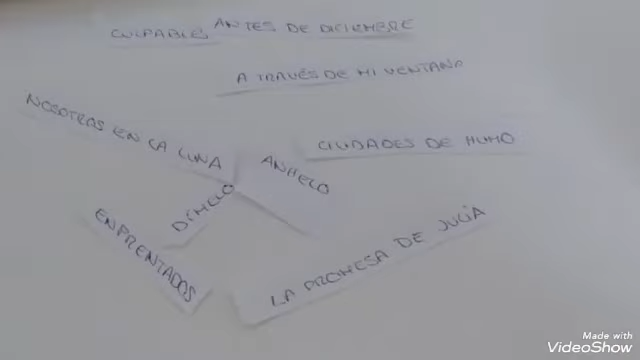 CULPABLES ANTES DE DICIEMBRE
A TRAVÉS DE MI VENTANA
NOSOTROS EN LA LUNA
CIUDADES DE HUMO
ANHELO
DÍMELO
ENFRENTADOS
LA PROMESA DE JULIA
Made with
VideoShow